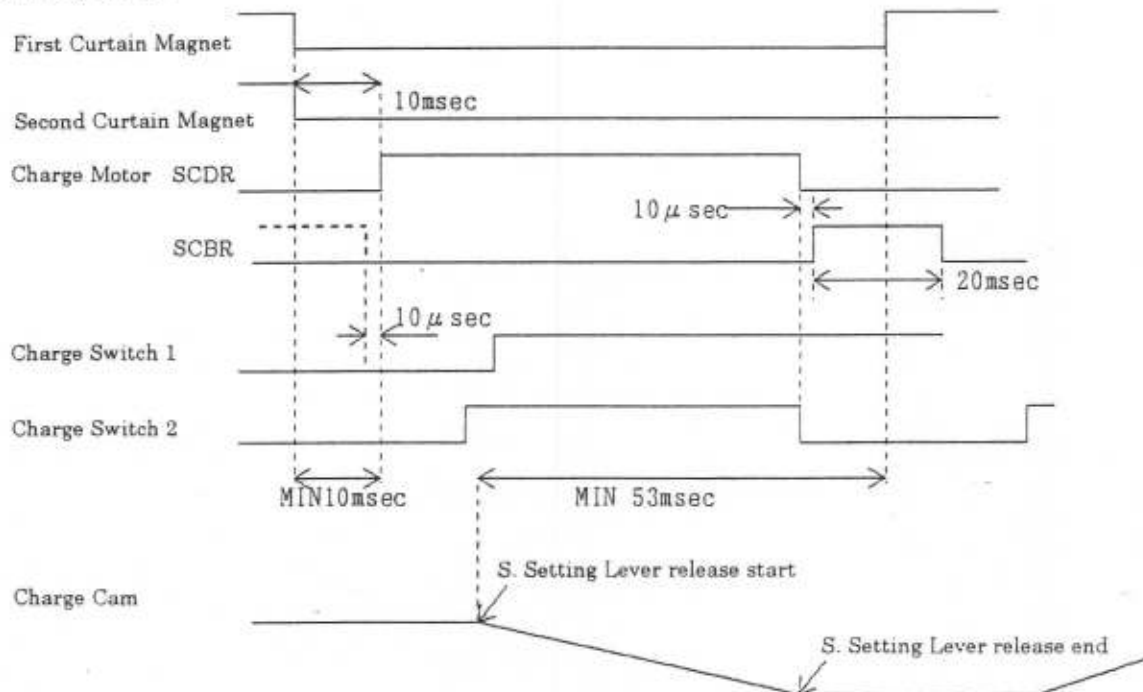 First Curtain Magnet
10msec
Second Curtain Magnet
Charge Motor SCDR
10μsec
SCBR
20msec
10μsec
Charge Switch 1
Charge Switch 2
MIN10msec
MIN 53msec
S. Setting Lever release start
Charge Cam
S. Setting Lever release end